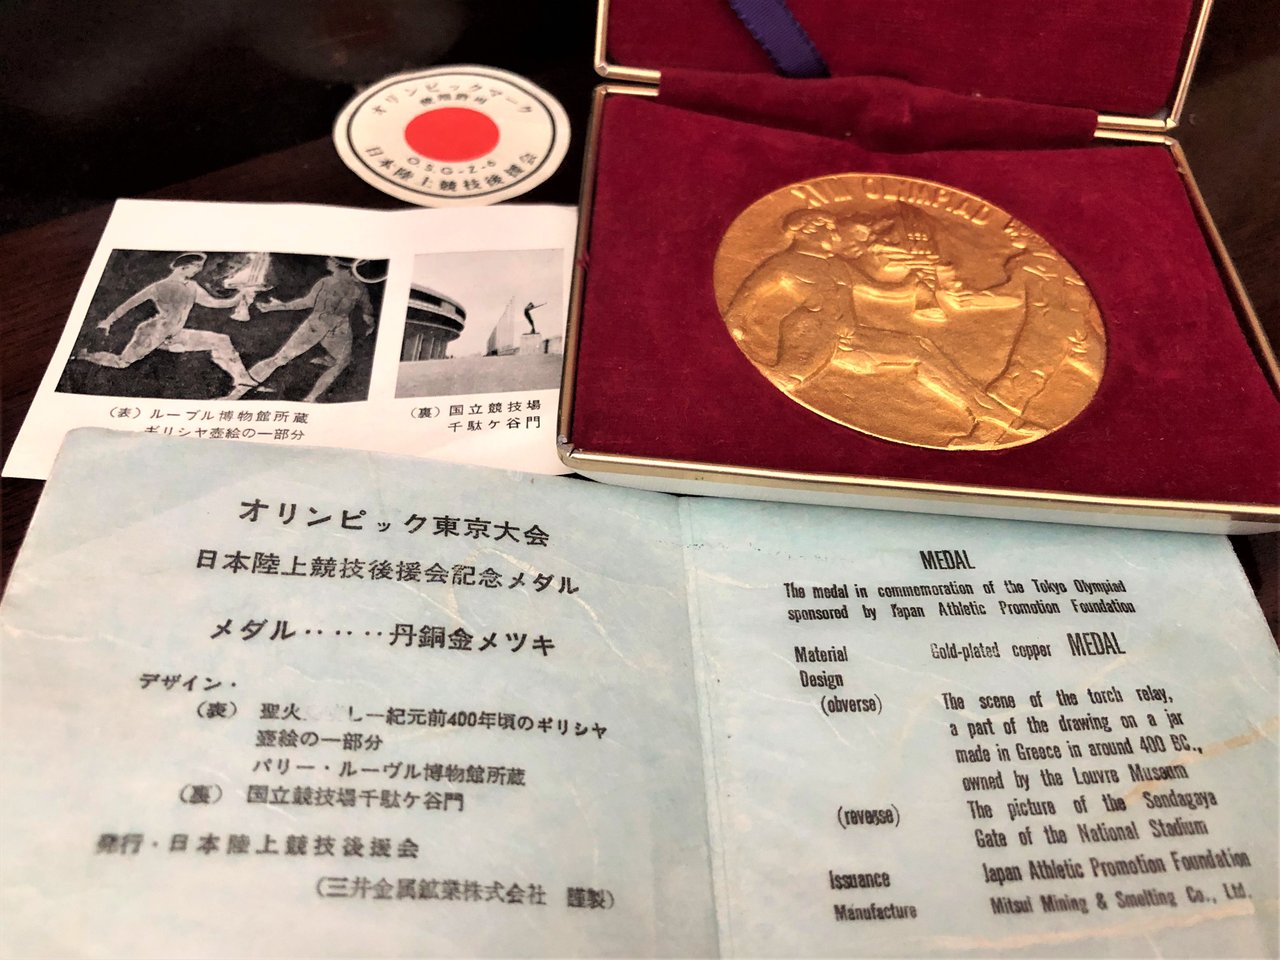 オリンピックマーク
使用許可
O.S.G-Z-6
日本陸上競技後援会
XVIII OLIMPIAD
(表) ルーブル博物館所蔵
ギリシヤ壺絵の一部分
(裏) 国立競技場
千駄ケ谷門
オリンピック東京大会
日本陸上競技後援会記念メダル
メダル‥‥‥丹銅金メツキ
デザイン・
(表) 聖火 し一紀元前400年頃のギリシヤ
壺絵の一部分
パリー・ルーヴル博物館所蔵
(裏) 国立競技場千駄ケ谷門
発行・日本陸上競技後援会
(三井金属鉱業株式会社 謹製)
MEDAL
The medal in commemoration of the Tokyo Olympiad
sponsored by Japan Athletic Promotion Foundation
Material Gold-plated copper MEDAL
Design
(obverse) The scene of the torch relay,
a part of the drawing on a jar
made in Greece in around 400 BC.,
owned by the Louvre Museum
(reverse) The picture of the Sendagaya
Gate of the National Stadium
Issuance Japan Athletic Promotion Foundation
Manufacture Mitsui Mining & Smelting Co., Ltd.